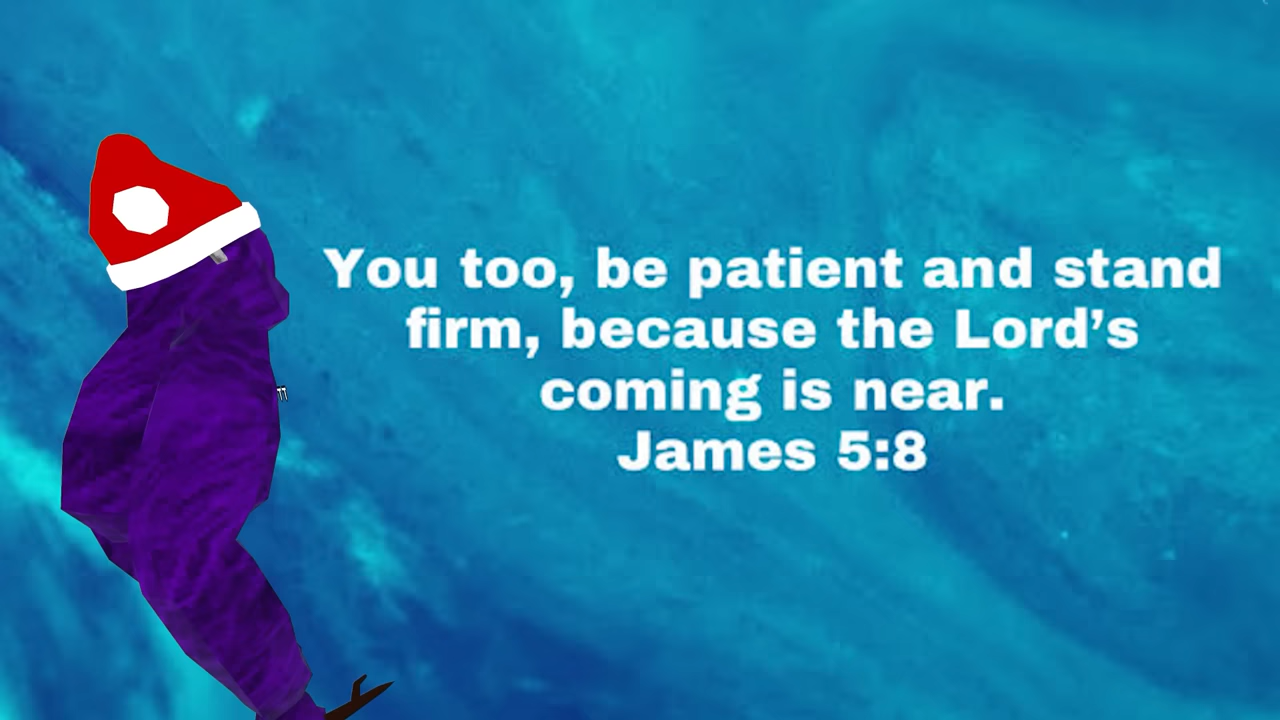 You too, be patient and stand
firm, because the Lord’s
coming is near.
James 5:8